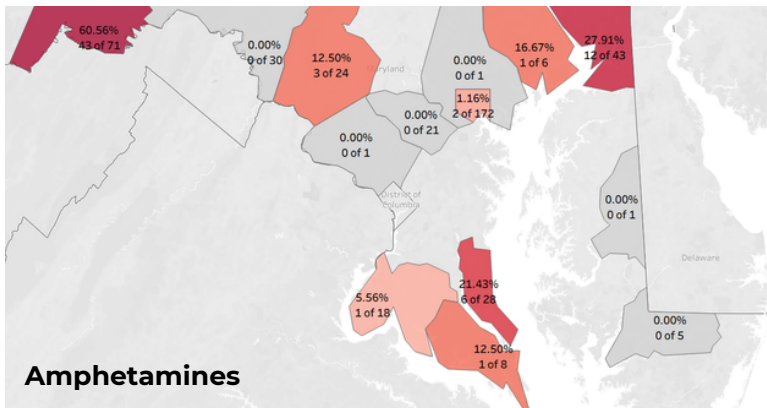 60.56%
43 of 71
0.00%
0 of 30
12.50%
3 of 24
Maryland
0.00%
0 of 1
16.67%
1 of 6
27.91%
12 of 43
1.16%
2 of 172
0.00%
0 of 21
0.00%
0 of 1
District of
Columbia
0.00%
0 of 1
Delaware
5.56%
1 of 18
21.43%
6 of 28
0.00%
0 of 5
12.50%
1 of 8
Amphetamines